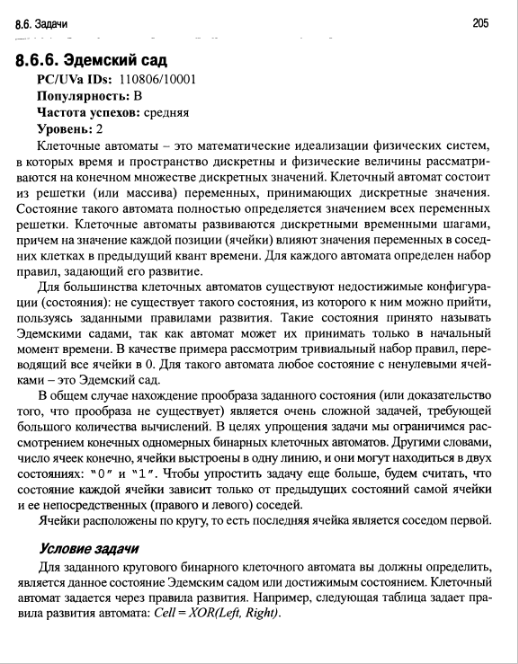 8.6. Задачи 205
8.6.6. Эдемский сад
PC/UVa IDs: 110806/10001
Популярность: B
Частота успехов: средняя
Уровень: 2
Клеточные автоматы – это математические идеализации физических систем,
в которых время и пространство дискретны и физические величины рассматри-
ваются на конечном множестве дискретных значений. Клеточный автомат состоит
из решетки (или массива) переменных, принимающих дискретные значения.
Состояние такого автомата полностью определяется значением всех переменных
решетки. Клеточные автоматы развиваются дискретными временными шагами,
причем на значение каждой позиции (ячейки) влияют значения переменных в сосед-
них клетках в предыдущий квант времени. Для каждого автомата определен набор
правил, задающий его развитие.
Для большинства клеточных автоматов существуют недостижимые конфигура-
ции (состояния): не существует такого состояния, из которого к ним можно прийти,
пользуясь заданными правилами развития. Такие состояния принято называть
Эдемскими садами, так как автомат может их принимать только в начальный
момент времени. В качестве примера рассмотрим тривиальный набор правил, пере-
водящий все ячейки в 0. Для такого автомата любое состояние с ненулевыми ячей-
ками – это Эдемский сад.
В общем случае нахождение прообраза заданного состояния (или доказательство
того, что прообраза не существует) является очень сложной задачей, требующей
большого количества вычислений. В целях упрощения задачи мы ограничимся рас-
смотрением конечных одномерных бинарных клеточных автоматов. Другими словами,
число ячеек конечно, ячейки выстроены в одну линию, и они могут находиться в двух
состояниях: "0" и "1". Чтобы упростить задачу еще больше, будем считать, что
состояние каждой ячейки зависит только от предыдущих состояний самой ячейки
и ее непосредственных (правого и левого) соседей.
Ячейки расположены по кругу, то есть последняя ячейка является соседом первой.
Условие задачи
Для заданного кругового бинарного клеточного автомата вы должны определить,
является данное состояние Эдемским садом или достижимым состоянием. Клеточный
автомат задается через правила развития. Например, следующая таблица задает пра-
вила развития автомата: Cell = XOR(Left, Right).